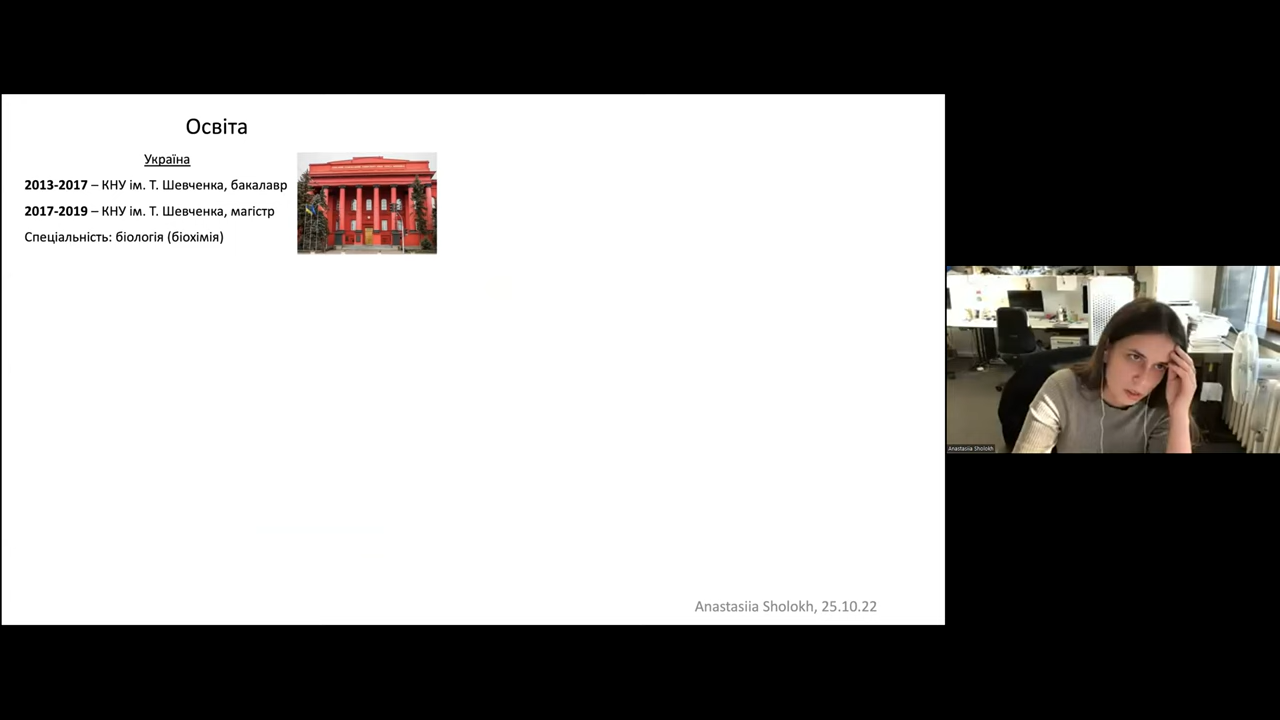 Освіта
Україна
2013-2017 – КНУ ім. Т. Шевченка, бакалавр
2017-2019 – КНУ ім. Т. Шевченка, магістр
Спеціальність: біологія (біохімія)
Anastasiia Sholokh
Anastasiia Sholokh, 25.10.22